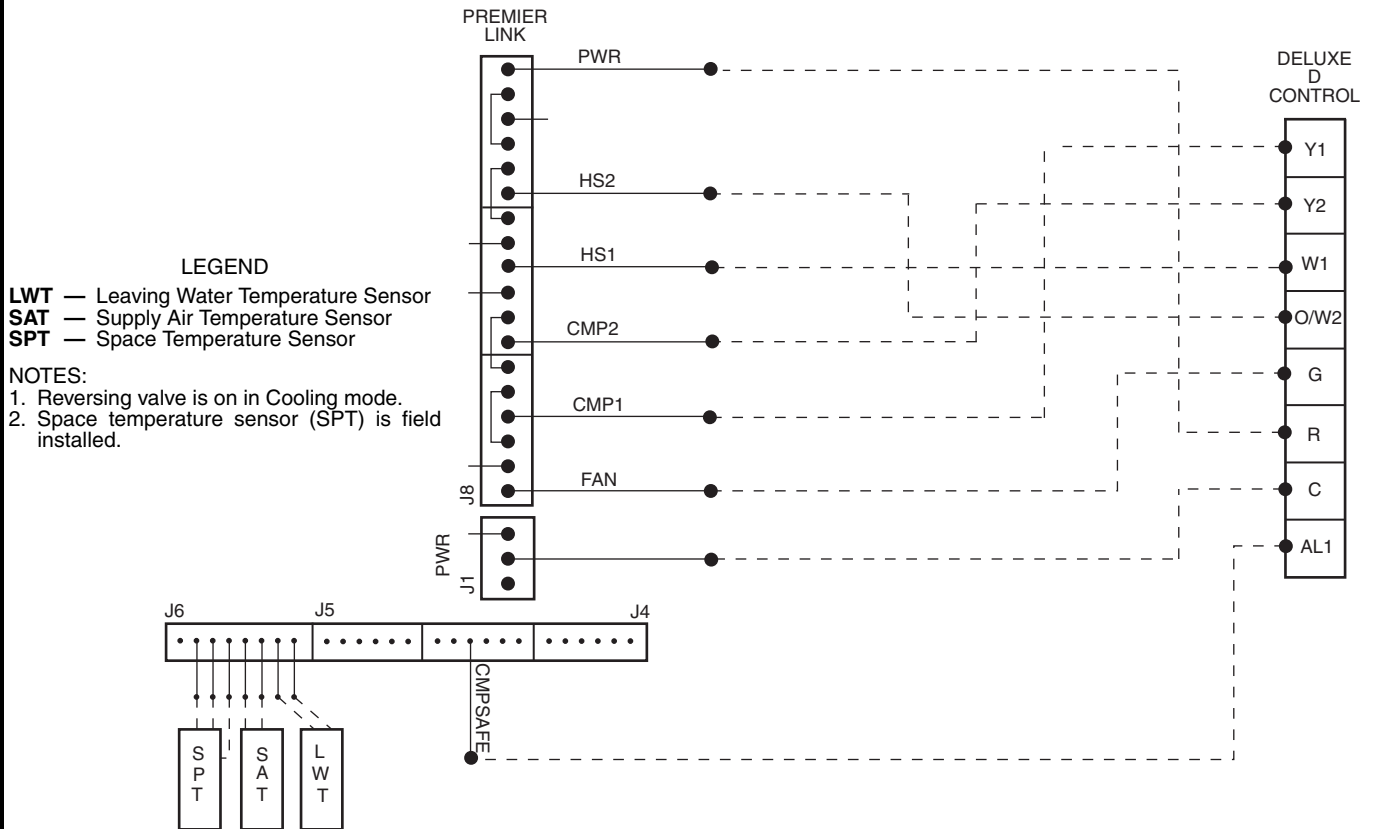 PREMIER
LINK
PWR
HS2
HS1
CMP2
CMP1
FAN
J8
PWR
J1
DELUXE
D
CONTROL
Y1
Y2
W1
O/W2
G
R
C
AL1
LEGEND
LWT — Leaving Water Temperature Sensor
SAT — Supply Air Temperature Sensor
SPT — Space Temperature Sensor
NOTES:
1. Reversing valve is on in Cooling mode.
2. Space temperature sensor (SPT) is field
installed.
J6
J5
J4
CMPSAFE
SPT
SAT
LWT